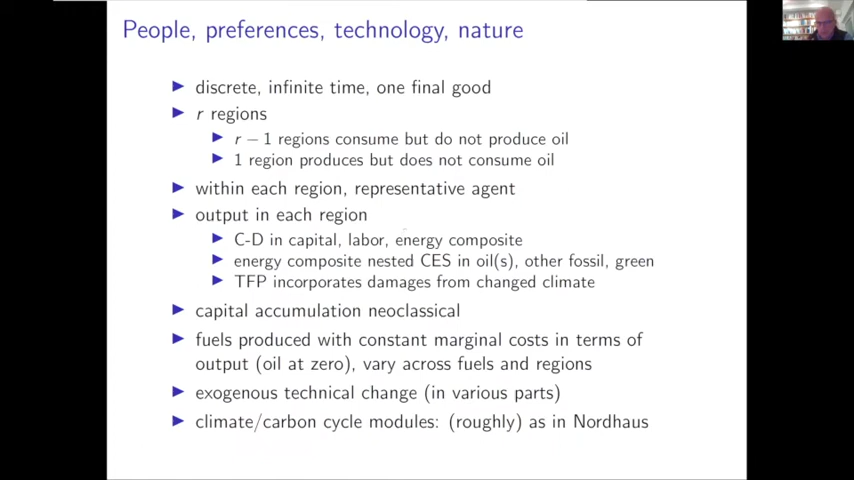 People, preferences, technology, nature
discrete, infinite time, one final good
r regions
r − 1 regions consume but do not produce oil
1 region produces but does not consume oil
within each region, representative agent
output in each region
C-D in capital, labor, energy composite
energy composite nested CES in oil(s), other fossil, green
TFP incorporates damages from changed climate
capital accumulation neoclassical
fuels produced with constant marginal costs in terms of
output (oil at zero), vary across fuels and regions
exogenous technical change (in various parts)
climate/carbon cycle modules: (roughly) as in Nordhaus